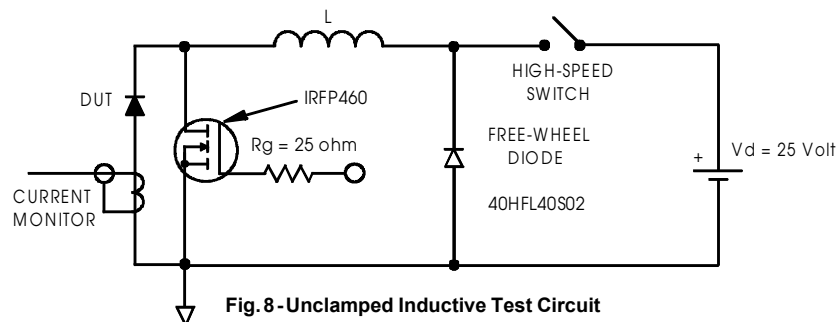 L
HIGH-SPEED
SWITCH
DUT
IRFP460
Rg = 25 ohm
FREE-WHEEL
DIODE
40HFL40S02
+
Vd = 25 Volt
CURRENT
MONITOR
Fig. 8 - Unclamped Inductive Test Circuit